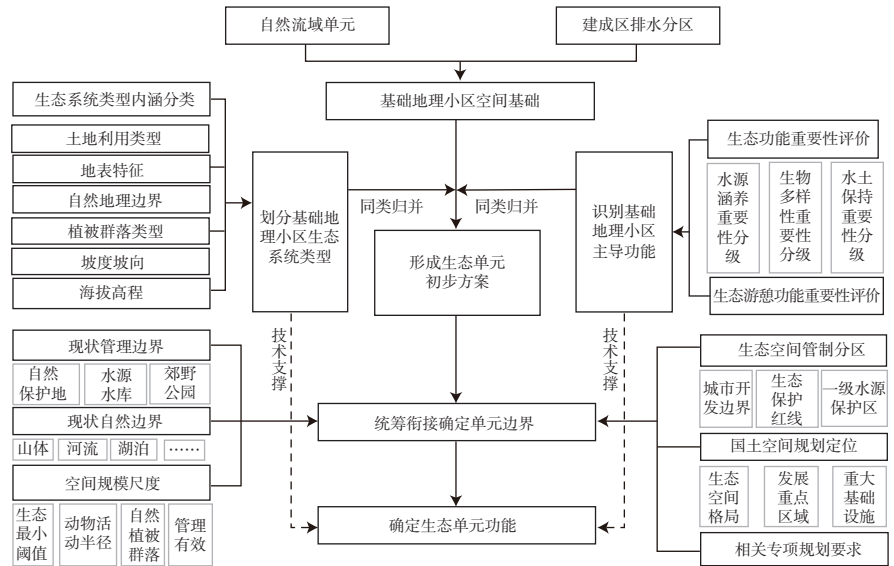 自然流域单元
建成区排水分区
基础地理小区空间基础
生态系统类型内涵分类
土地利用类型
地表特征
自然地理边界
植被群落类型
坡度坡向
海拔高程
划分基础地
理小区生态
系统类型
同类归并
同类归并
形成生态单元
初步方案
识别基础
地理小区
主导功能
生态功能重要性评价
水源
涵养
重要
性分
级
生物
多样
性重
要性
分级
水土
保持
重要
性分
级
生态游憩功能重要性评价
技术支撑
技术支撑
现状管理边界
自然
保护地
水源
水库
郊野
公园
现状自然边界
山体
河流
湖泊
……
空间规模尺度
生态
最小
阈值
动物活
动半径
自然
植被
群落
管理
有效
统筹衔接确定单元边界
确定生态单元功能
生态空间管制分区
城市开
发边界
生态
保护
红线
一级水源
保护区
国土空间规划定位
生态
空间
格局
发展
重点
区域
重大
基础
设施
相关专项规划要求